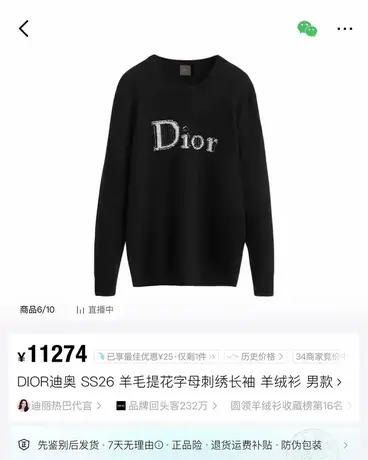 Dior
商品6/10
直播中
¥11274 已享最佳优惠¥25·仅剩1件 >> 历史价格 > 34商家竞价中
DIOR迪奥 SS26 羊毛提花字母刺绣长袖 羊绒衫 男款 >
迪丽热巴代言 > 品牌回头客232万 > 圆领羊绒衫收藏榜第16名
先鉴别后发货 · 7天无理由 · 正品险 · 退货运费补贴 · 防伪包装 >